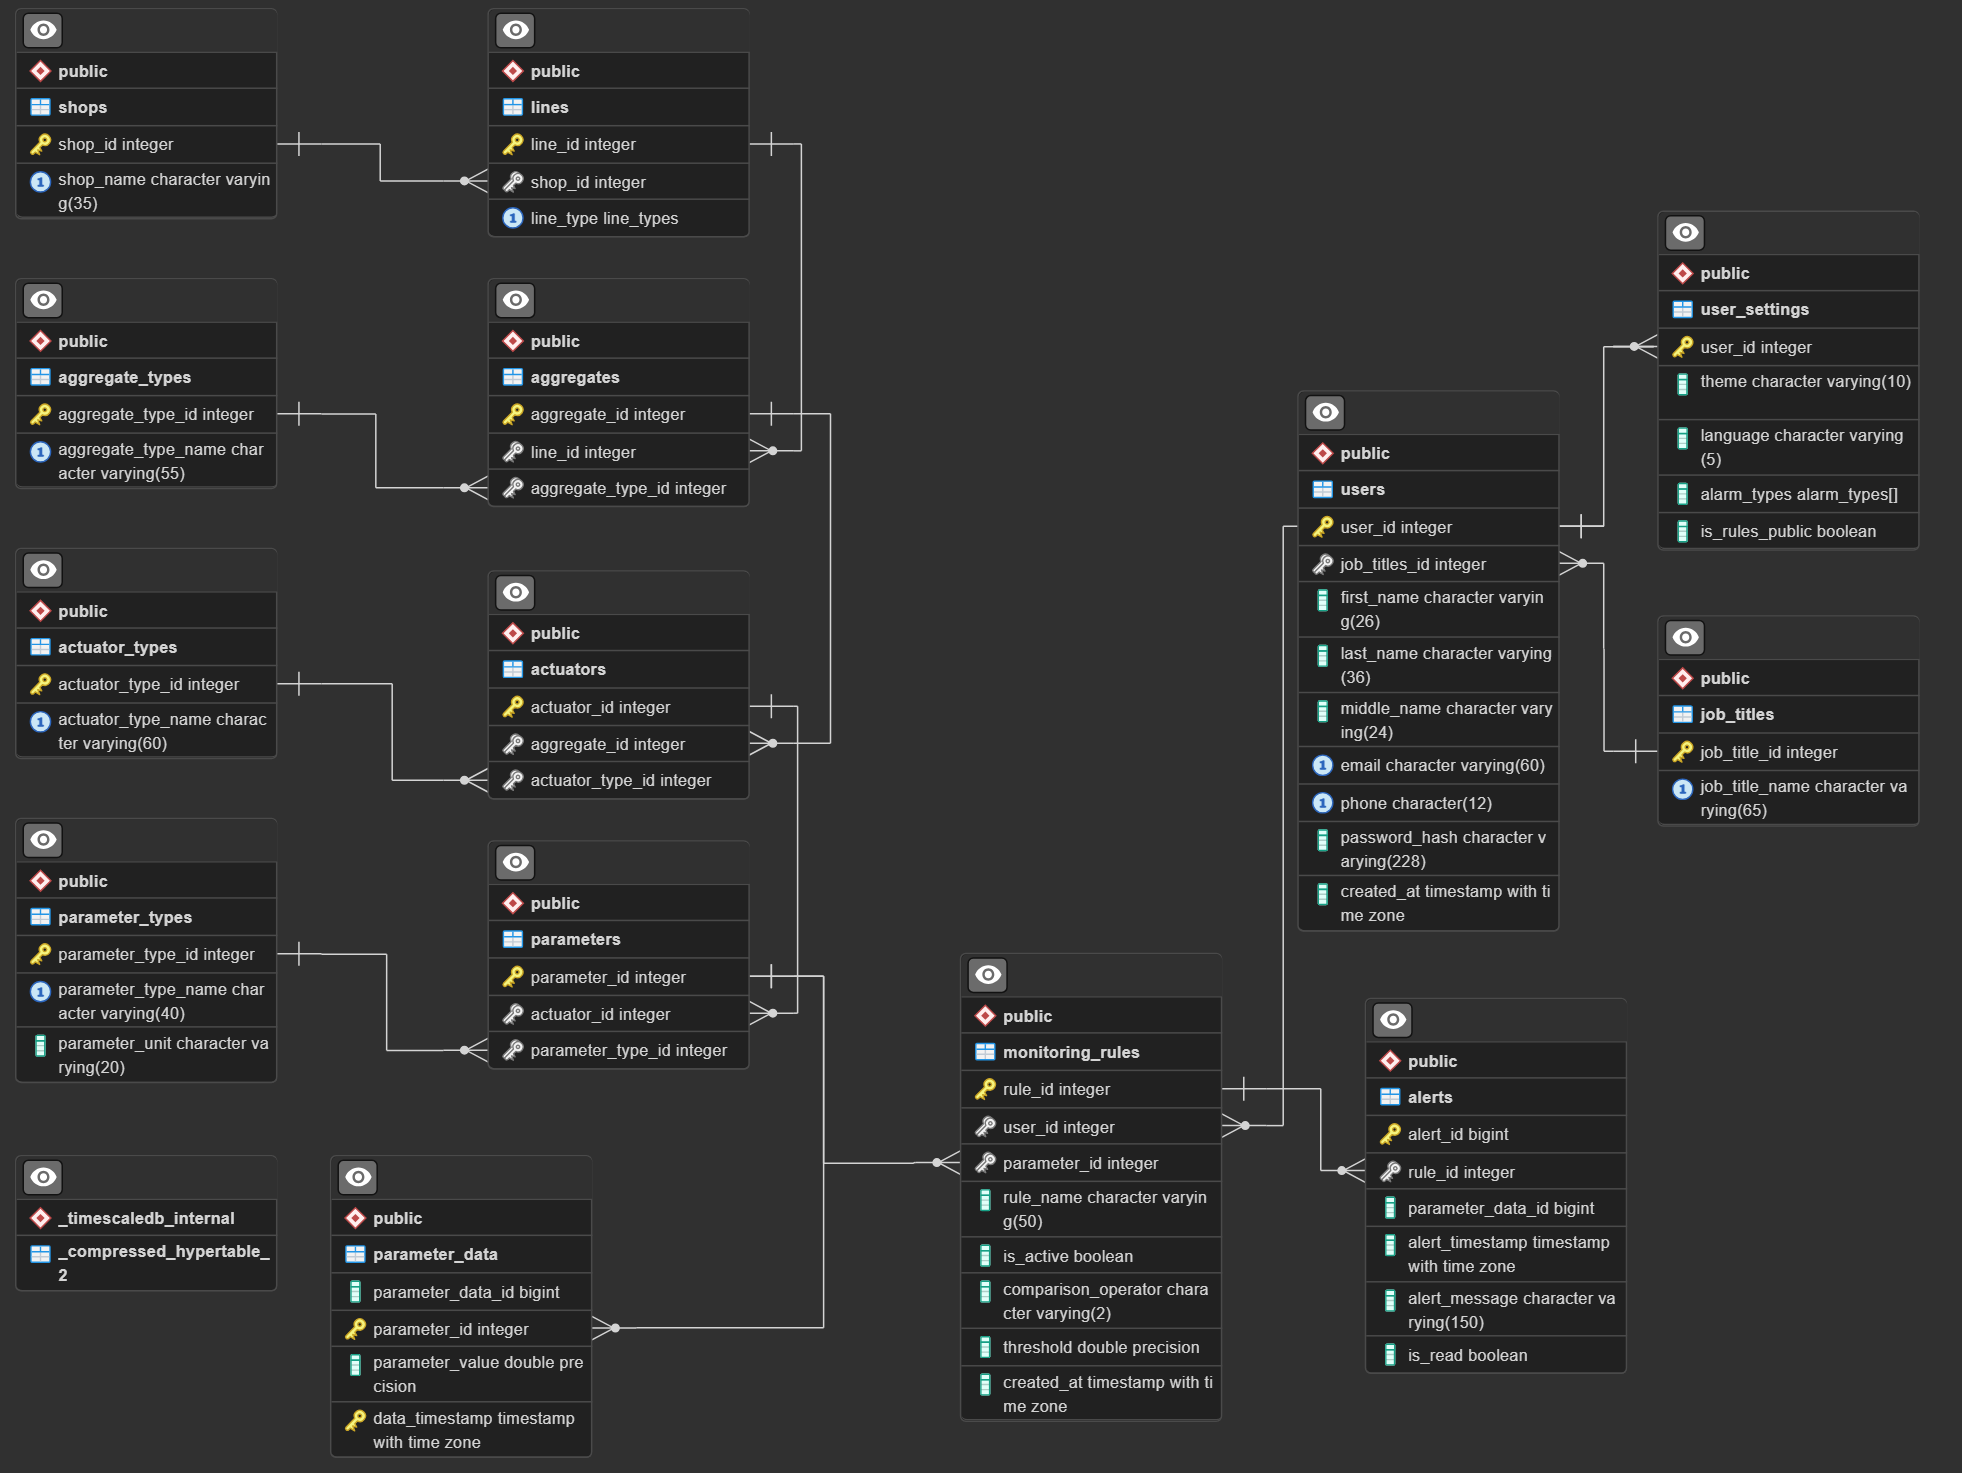 public
shops
shop_id integer
1 shop_name character varyin
g(35)
public
lines
line_id integer
shop_id integer
1 line_type line_types
public
aggregate_types
aggregate_type_id integer
1 aggregate_type_name char
acter varying(55)
public
aggregates
aggregate_id integer
line_id integer
aggregate_type_id integer
public
actuator_types
actuator_type_id integer
1 actuator_type_name charac
ter varying(60)
public
actuators
actuator_id integer
aggregate_id integer
actuator_type_id integer
public
parameter_types
parameter_type_id integer
1 parameter_type_name char
acter varying(40)
parameter_unit character va
rying(20)
public
parameters
parameter_id integer
actuator_id integer
parameter_type_id integer
_timescaledb_internal
_compressed_hypertable_
2
public
parameter_data
parameter_data_id bigint
parameter_id integer
parameter_value double pre
cision
data_timestamp timestamp
with time zone
public
monitoring_rules
rule_id integer
user_id integer
parameter_id integer
rule_name character varyin
g(50)
is_active boolean
comparison_operator chara
cter varying(2)
threshold double precision
created_at timestamp with ti
me zone
public
users
user_id integer
job_titles_id integer
first_name character varyin
g(26)
last_name character varying
(36)
middle_name character vary
ing(24)
1 email character varying(60)
1 phone character(12)
password_hash character v
arying(228)
created_at timestamp with ti
me zone
public
alerts
alert_id bigint
rule_id integer
parameter_data_id bigint
alert_timestamp timestamp
with time zone
alert_message character va
rying(150)
is_read boolean
public
user_settings
user_id integer
theme character varying(10)
language character varying
(5)
alarm_types alarm_types[]
is_rules_public boolean
public
job_titles
job_title_id integer
1 job_title_name character va
rying(65)